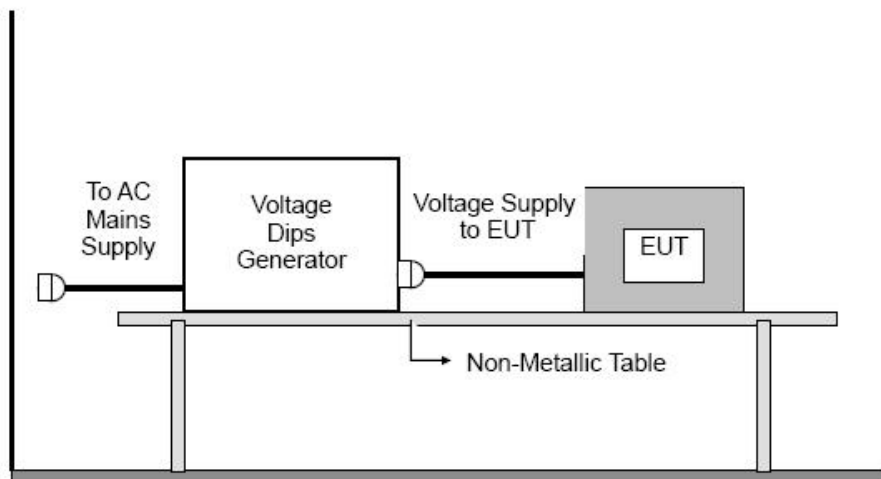 To AC
Mains
Supply
Voltage
Dips
Generator
Voltage Supply
to EUT
EUT
Non-Metallic Table